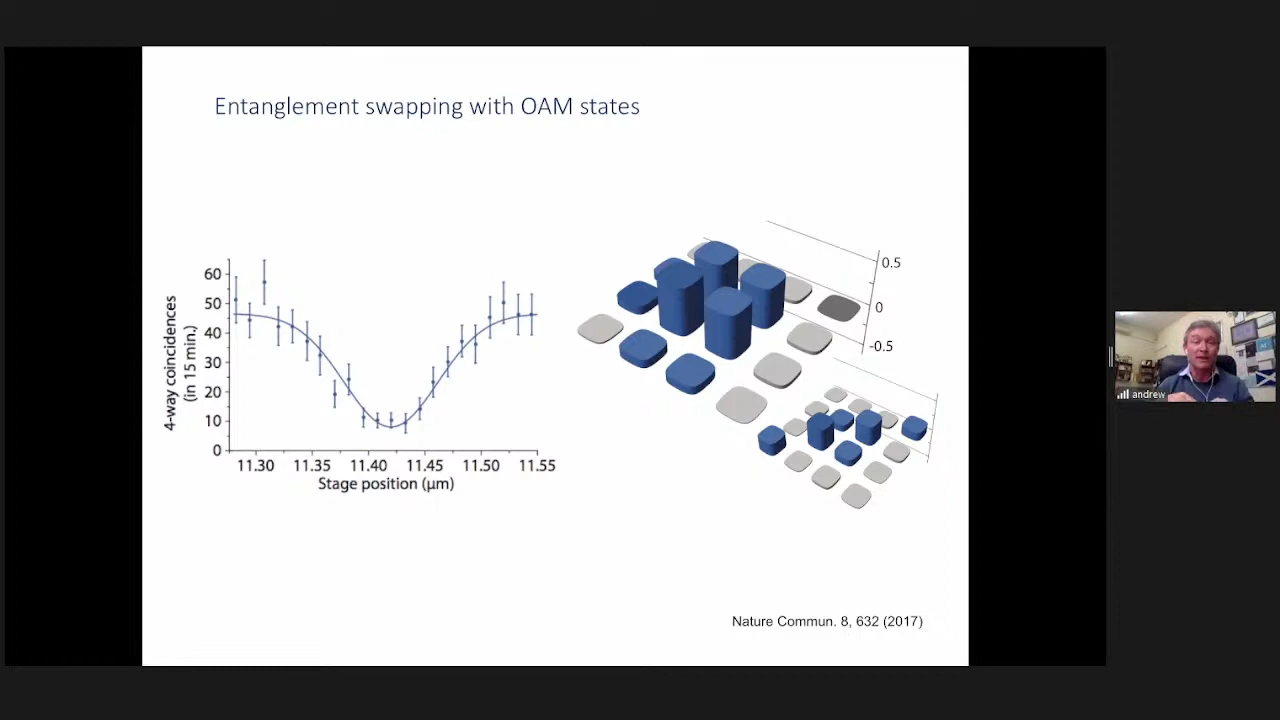 Entanglement swapping with OAM states
4-way coincidences
(in 15 min.)
60
50
40
30
20
10
0
11.30 11.35 11.40 11.45 11.50 11.55
Stage position (µm)
0.5
0
-0.5
Nature Commun. 8, 632 (2017)
andrew